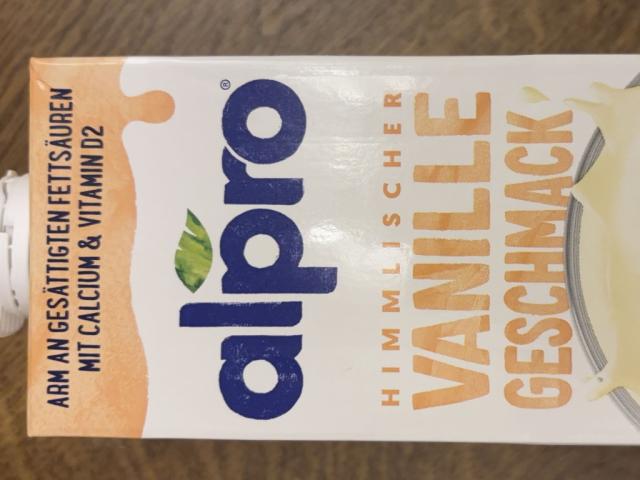 ARM AN GESÄTTIGTEN FETTSÄUREN
MIT CALCIUM & VITAMIN D2
alpro®
HIMMLISCHER
VANILLE
GESCHMACK